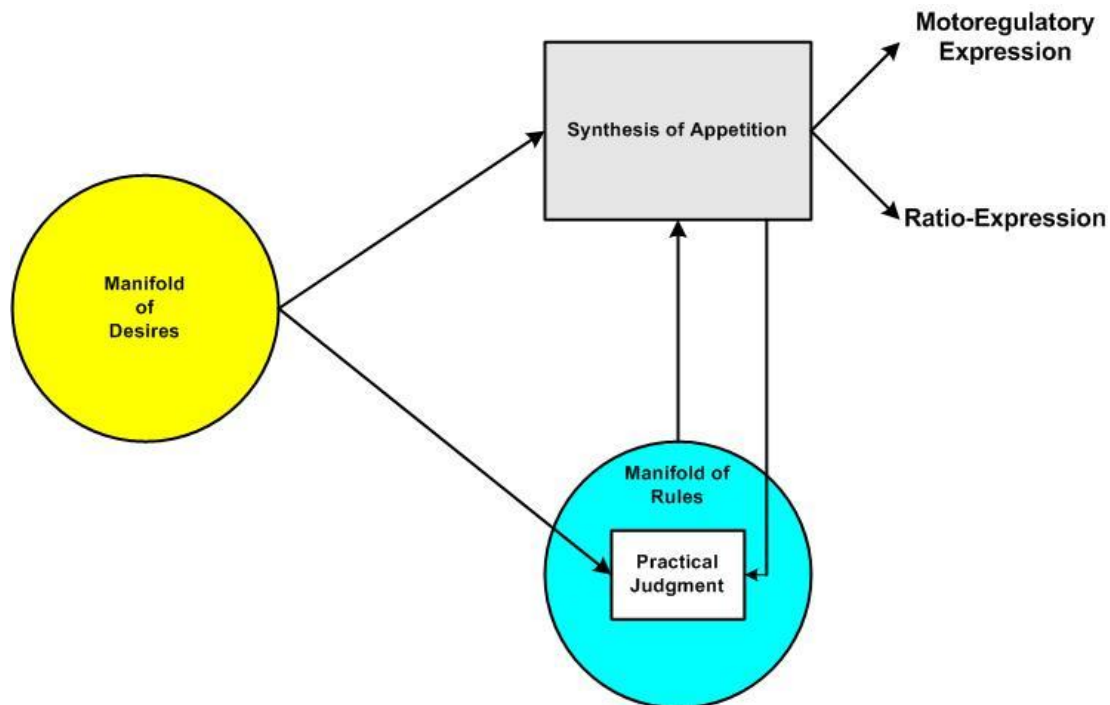 Motoregulatory
Expression
Synthesis of Appetition
Ratio-Expression
Manifold
of
Desires
Manifold of
Rules
Practical
Judgment